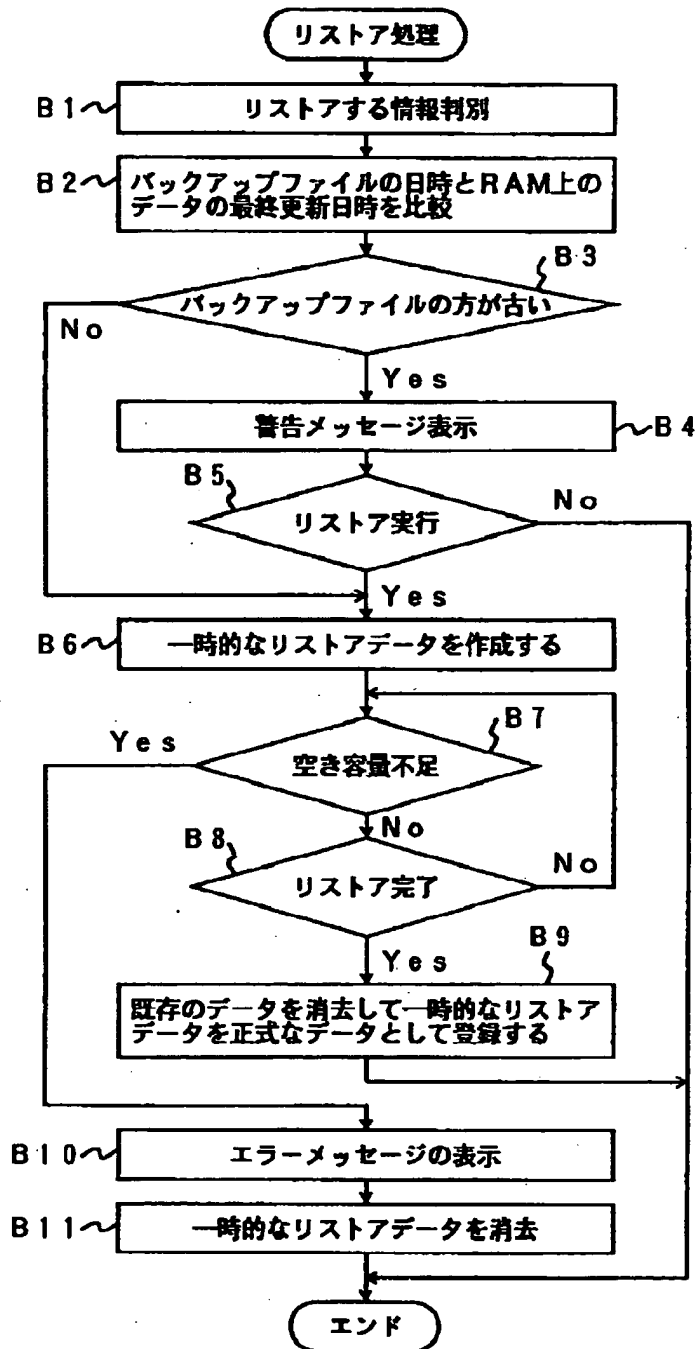 リストア処理
B1
リストアする情報判別
B2
バックアップファイルの日時とRAM上の
データの最終更新日時を比較
B3
バックアップファイルの方が古い
No
Yes
警告メッセージ表示
B4
B5
リストア実行
No
Yes
B6
一時的なリストアデータを作成する
B7
Yes
空き容量不足
No
B8
リストア完了
No
Yes
B9
既存のデータを消去して一時的なリストア
データを正式なデータとして登録する
B10
エラーメッセージの表示
B11
一時的なリストアデータを消去
エンド